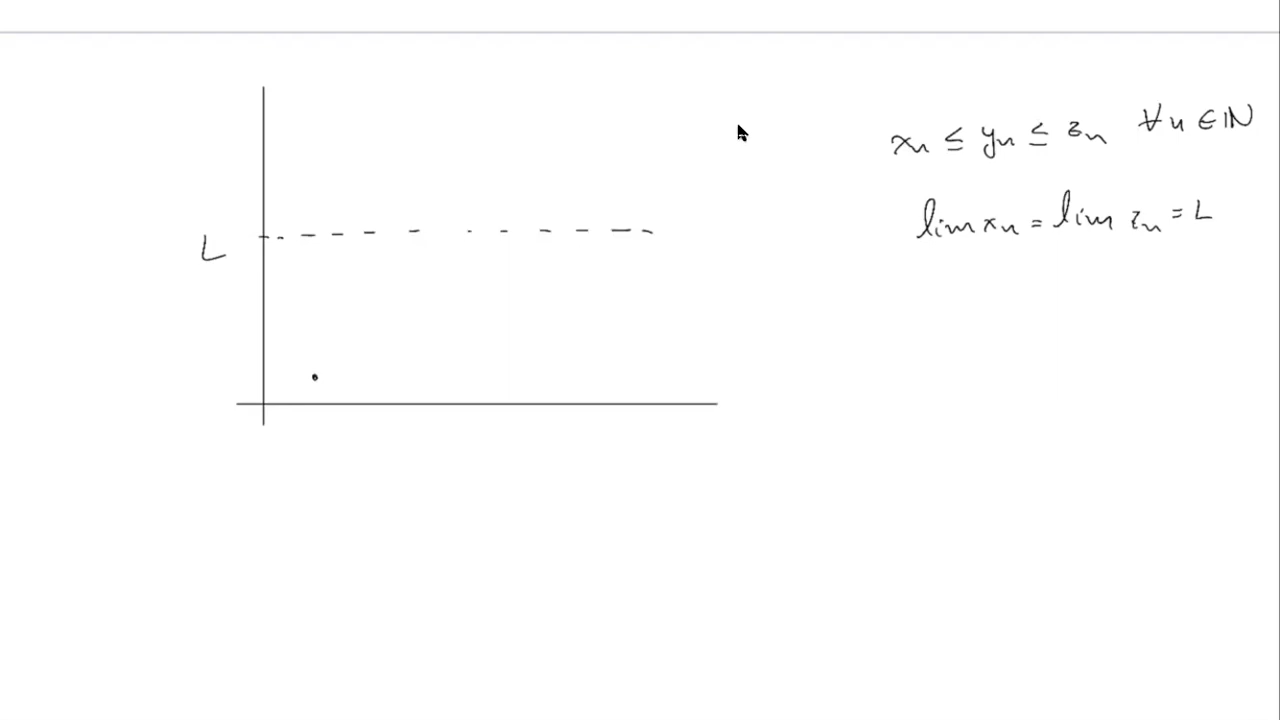 xₙ ≤ yₙ ≤ zₙ ∀n ∈ ℕ
lim xₙ = lim zₙ = L
L